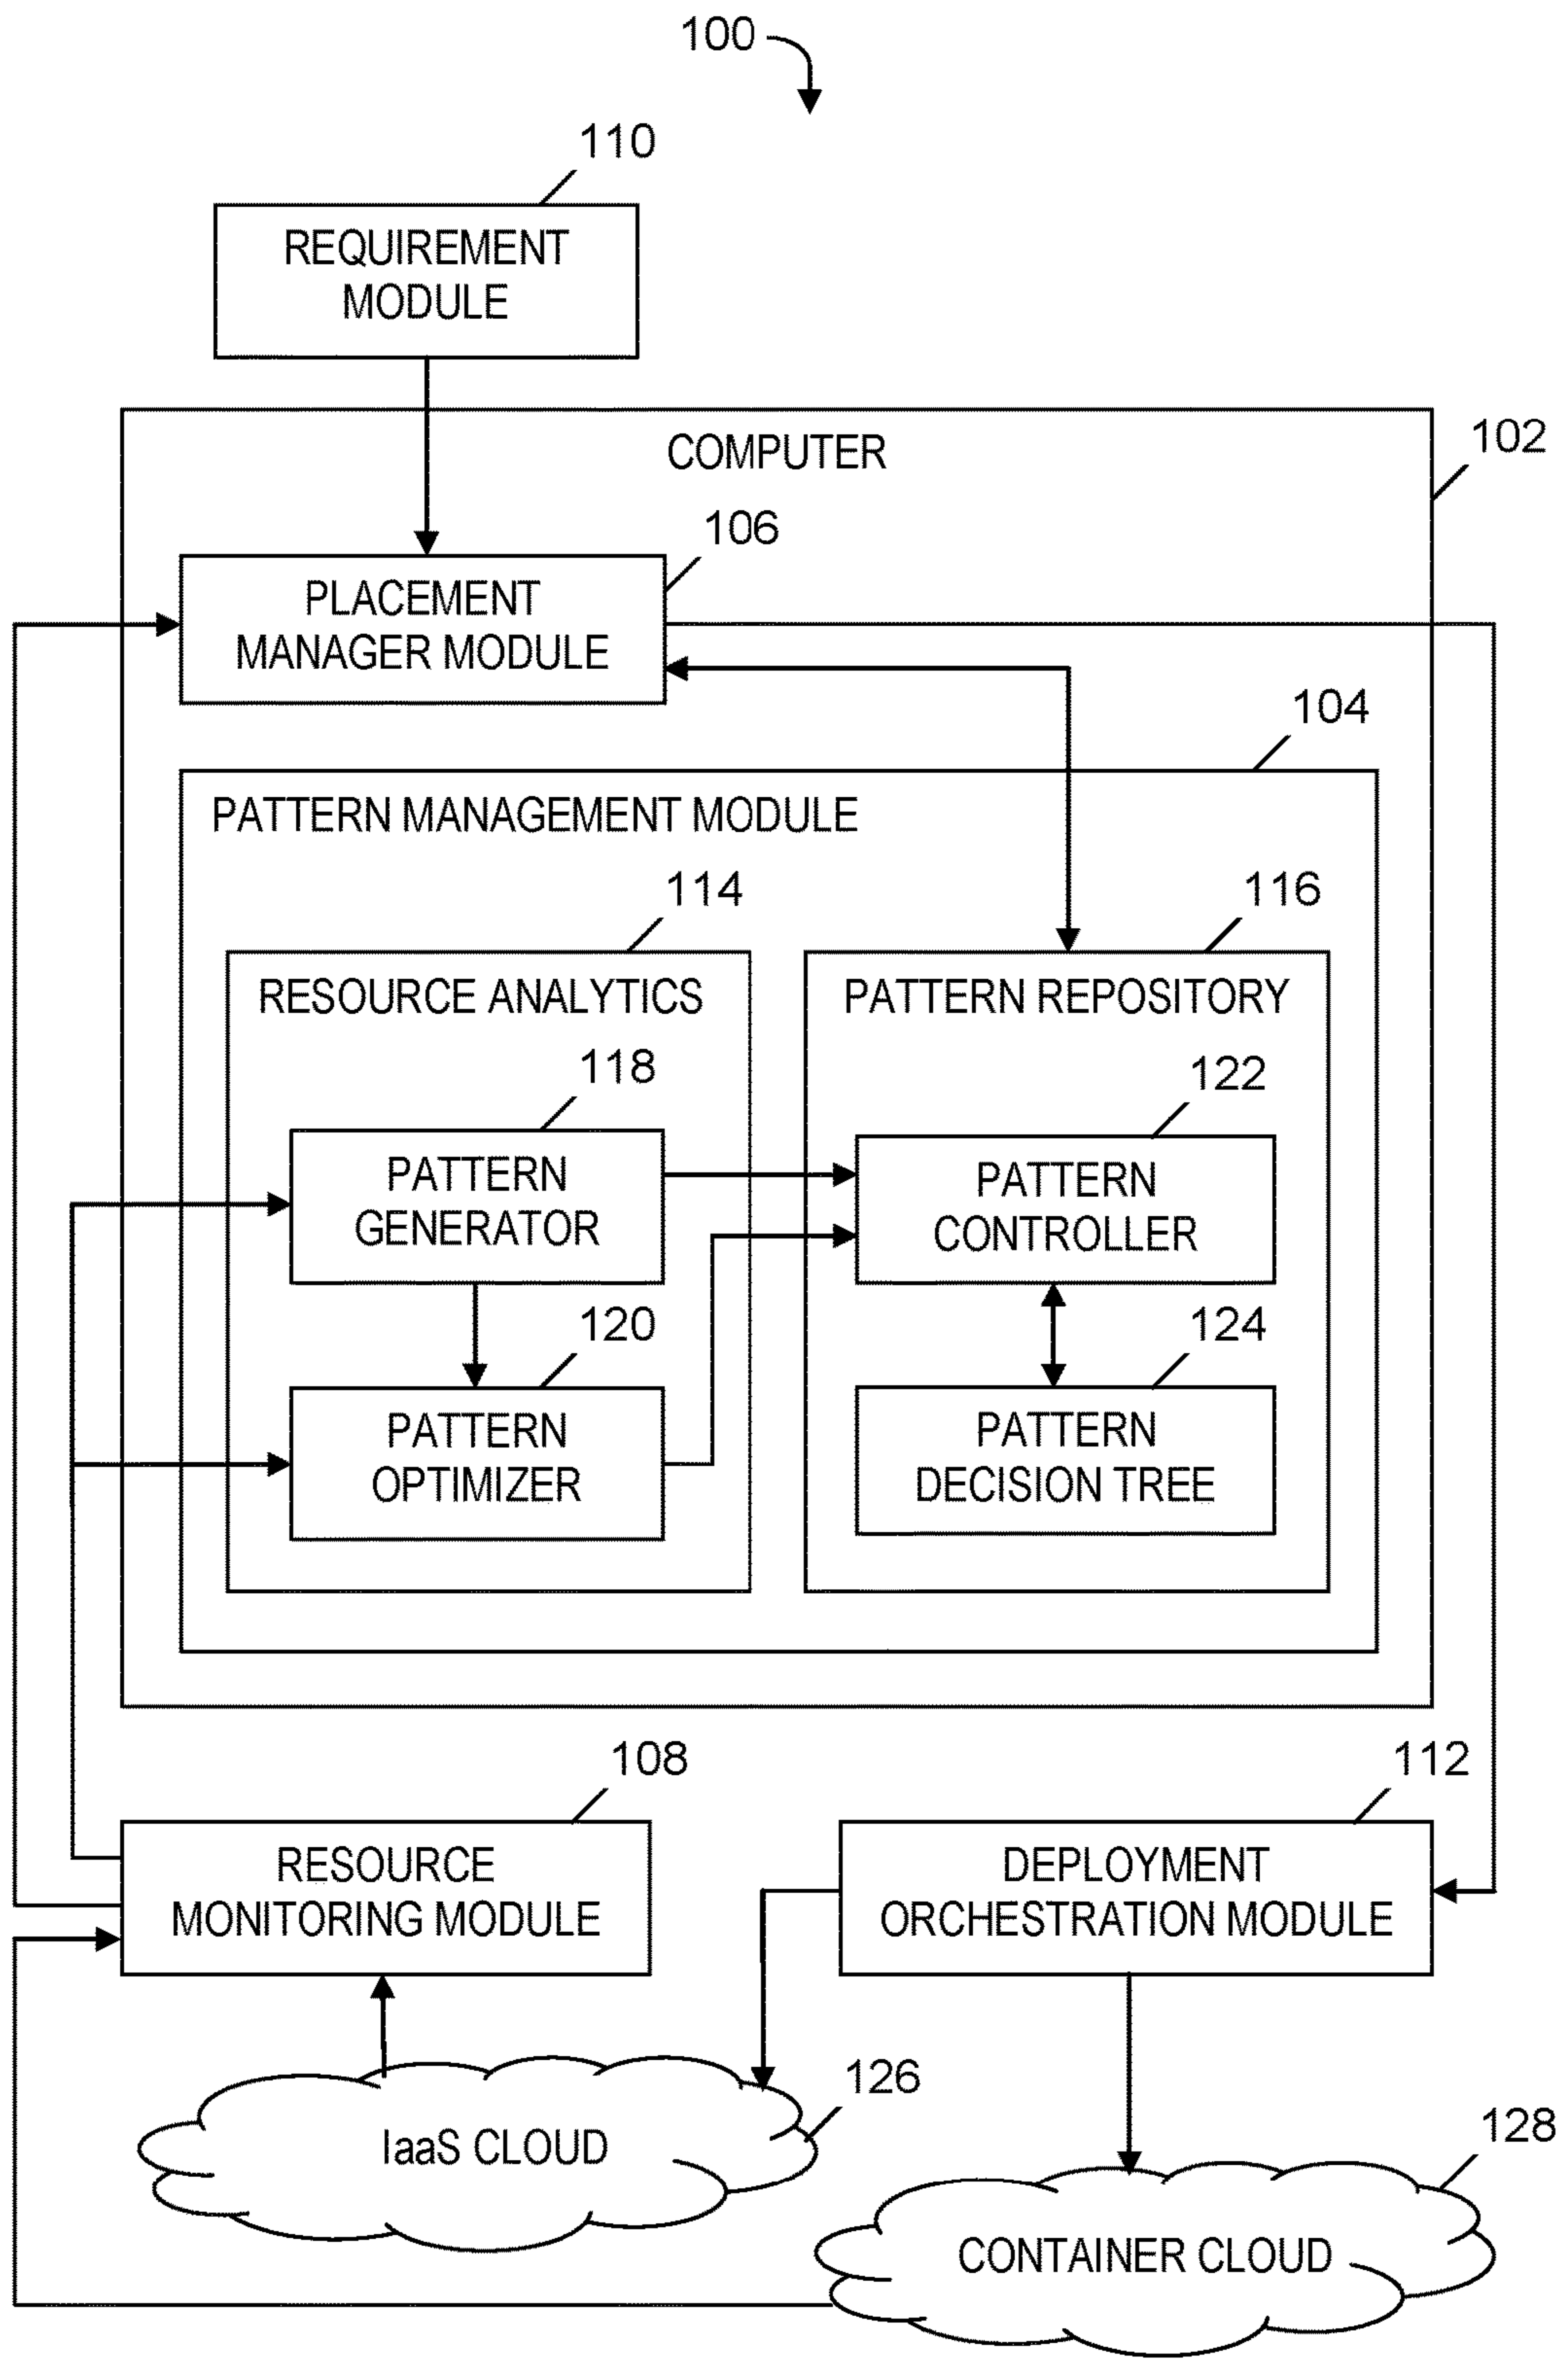 100
110
REQUIREMENT
MODULE
COMPUTER
102
106
PLACEMENT
MANAGER MODULE
104
PATTERN MANAGEMENT MODULE
114
116
RESOURCE ANALYTICS
PATTERN REPOSITORY
118
122
PATTERN
GENERATOR
PATTERN
CONTROLLER
120
124
PATTERN
OPTIMIZER
PATTERN
DECISION TREE
108
112
RESOURCE
MONITORING MODULE
DEPLOYMENT
ORCHESTRATION MODULE
126
IaaS CLOUD
128
CONTAINER CLOUD